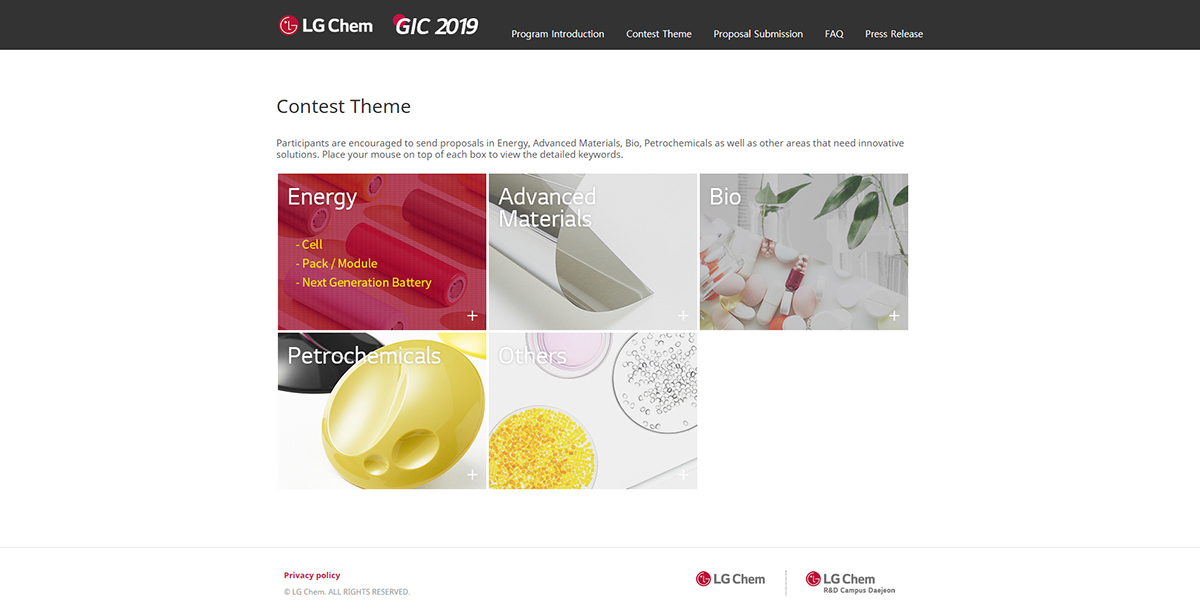 LG Chem
GIC 2019
Program Introduction
Contest Theme
Proposal Submission
FAQ
Press Release
Contest Theme
Participants are encouraged to send proposals in Energy, Advanced Materials, Bio, Petrochemicals as well as other areas that need innovative
solutions. Place your mouse on top of each box to view the detailed keywords.
Energy
- Cell
- Pack / Module
- Next Generation Battery
+
Advanced
Materials
+
Bio
+
Petrochemicals
+
Others
+
Privacy policy
© LG Chem. ALL RIGHTS RESERVED.
LG Chem
LG Chem
R&D Campus Daejeon